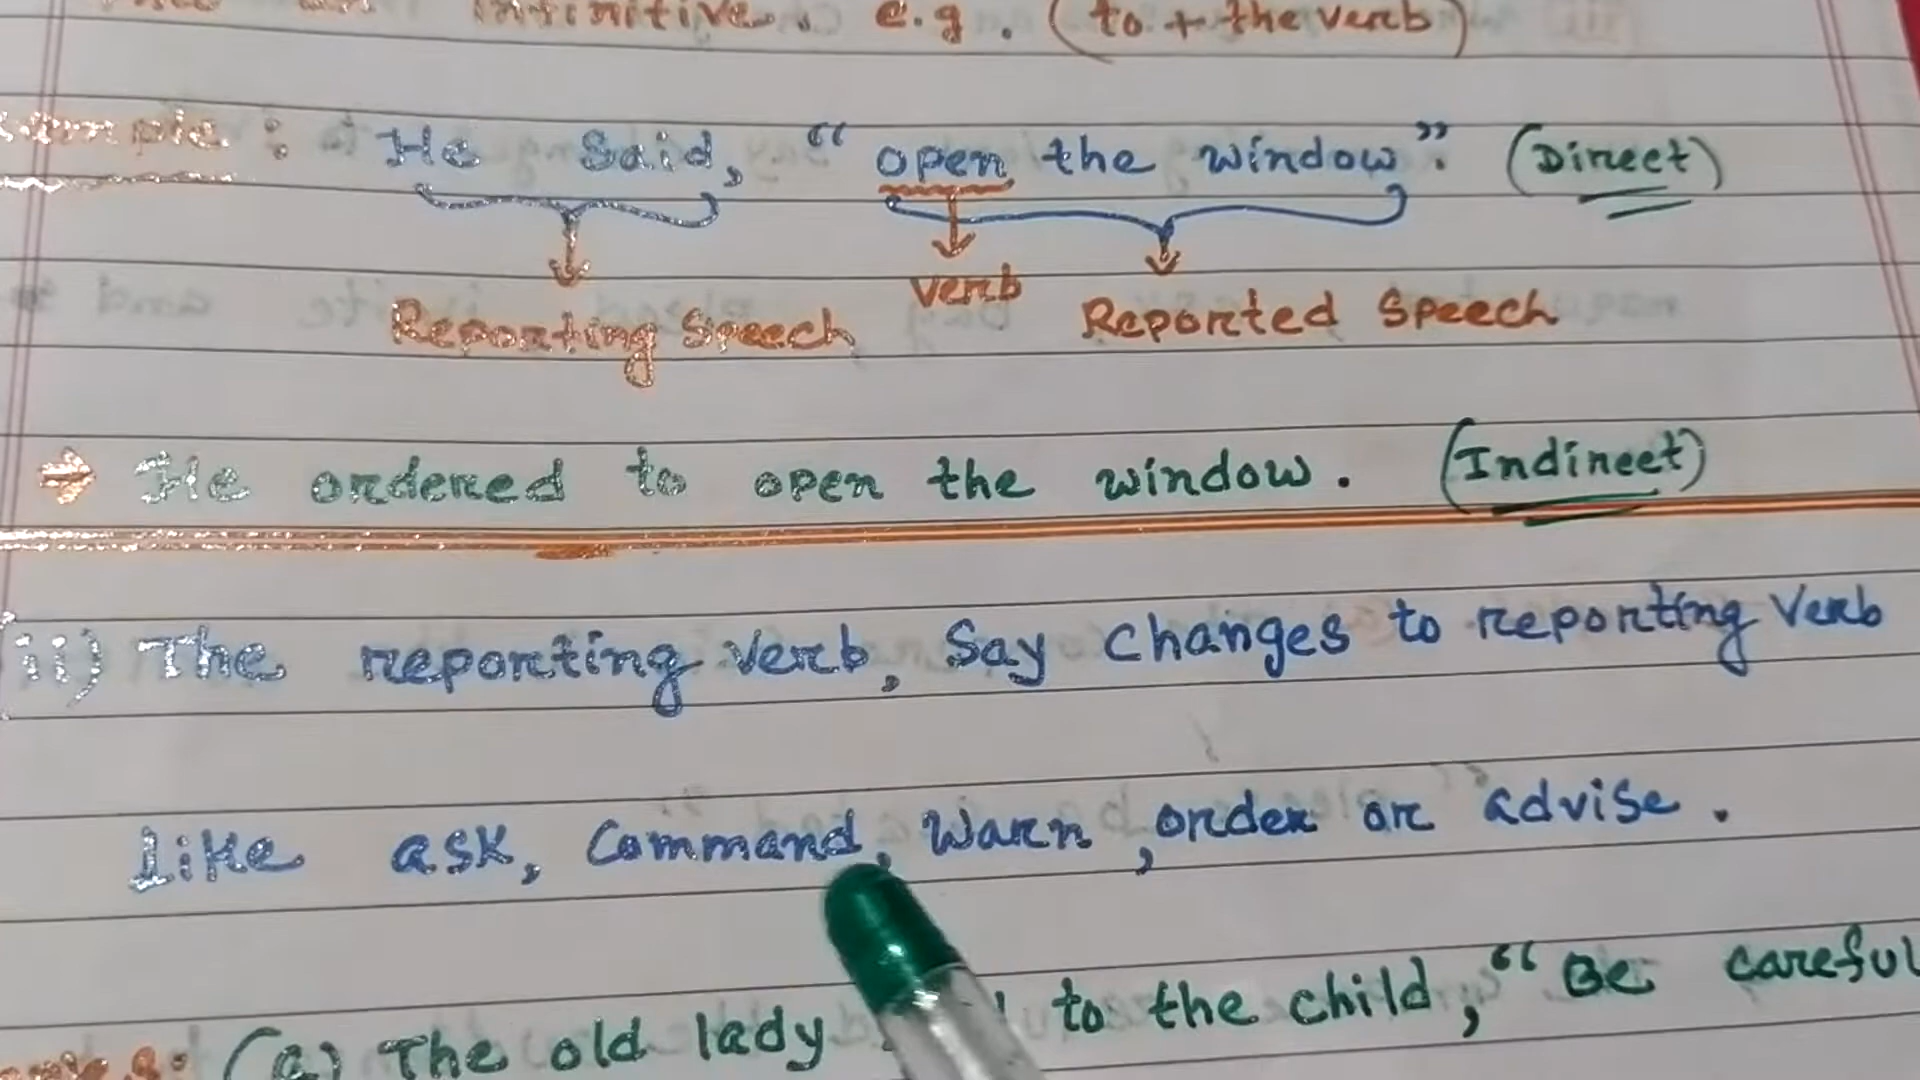 infinitive. e.g. (to + the verb)
: He Said, “open the window”. (Direct)
verb
Reporting Speech Reported Speech
→ He ordered to open the window. (Indirect)
ii) The reporting verb, Say Changes to reporting Verb
Like ask, Command, Warn, order or advise.
(a) The old lady to the child, “Be careful